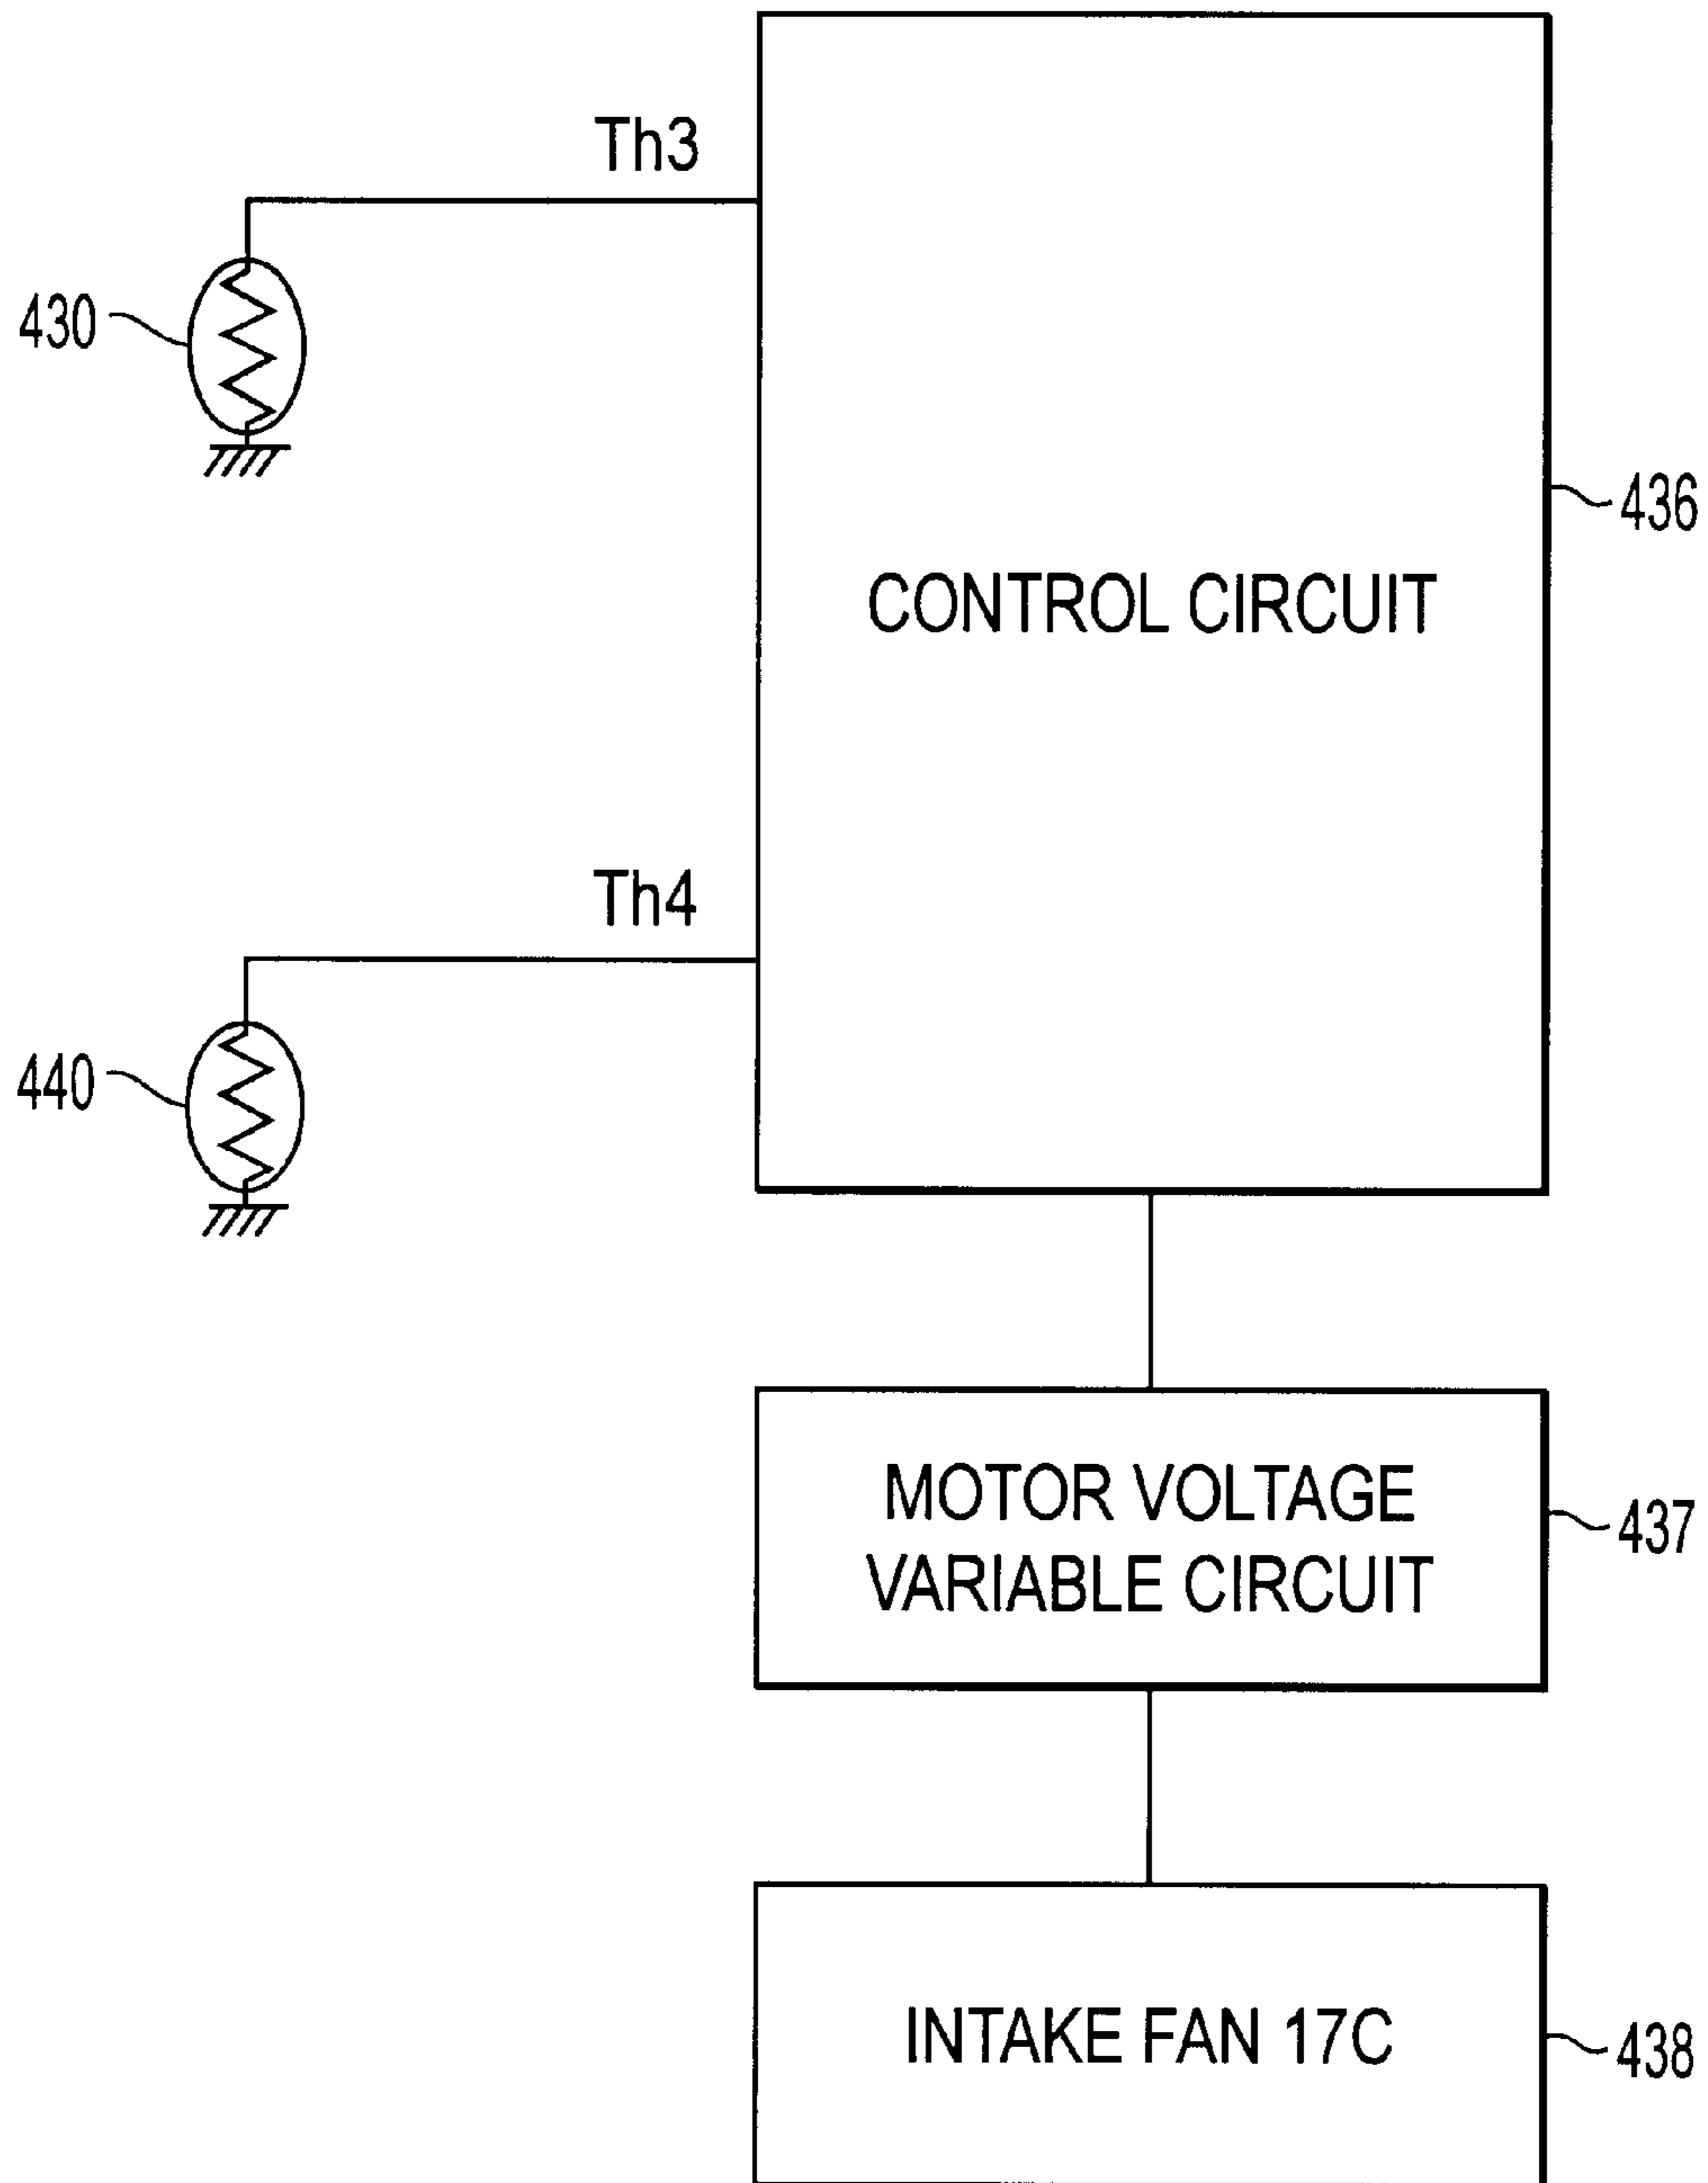 Th3
430
436
CONTROL CIRCUIT
Th4
440
MOTOR VOLTAGE
VARIABLE CIRCUIT
437
INTAKE FAN 17C
438